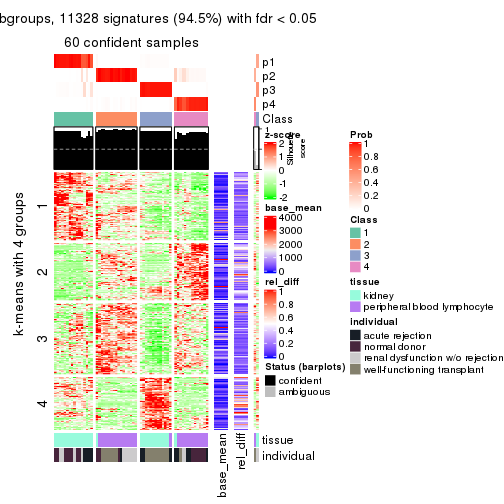 bgroups, 11328 signatures (94.5%) with fdr < 0.05
60 confident samples
p1
p2
p3
p4
Class
1
Silhouette
score
k-means with 4 groups
1
2
3
4
base_mean
rel_diff
tissue
individual
z-score
2
1
0
-1
-2
base_mean
4000
3000
2000
1000
0
rel_diff
1
0.8
0.6
0.4
0.2
0
Status (barplots)
confident
ambiguous
Prob
1
0.8
0.6
0.4
0.2
0
Class
1
2
3
4
tissue
kidney
peripheral blood lymphocyte
individual
acute rejection
normal donor
renal dysfunction w/o rejection
well-functioning transplant